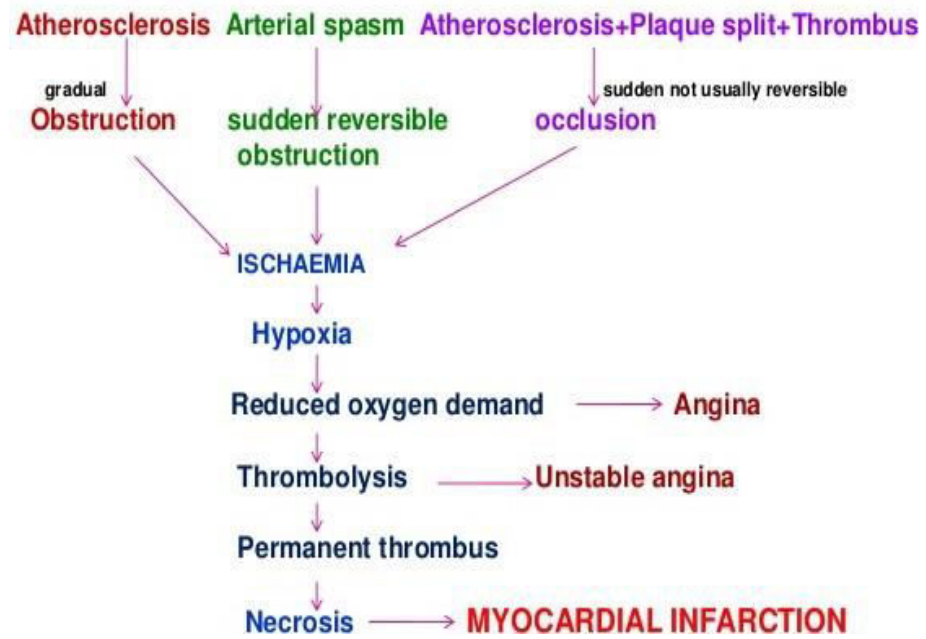 Atherosclerosis Arterial spasm Atherosclerosis+Plaque split+Thrombus
gradual sudden not usually reversible
Obstruction sudden reversible occlusion
obstruction
ISCHAEMIA
Hypoxia
Reduced oxygen demand Angina
Thrombolysis Unstable angina
Permanent thrombus
Necrosis MYOCARDIAL INFARCTION